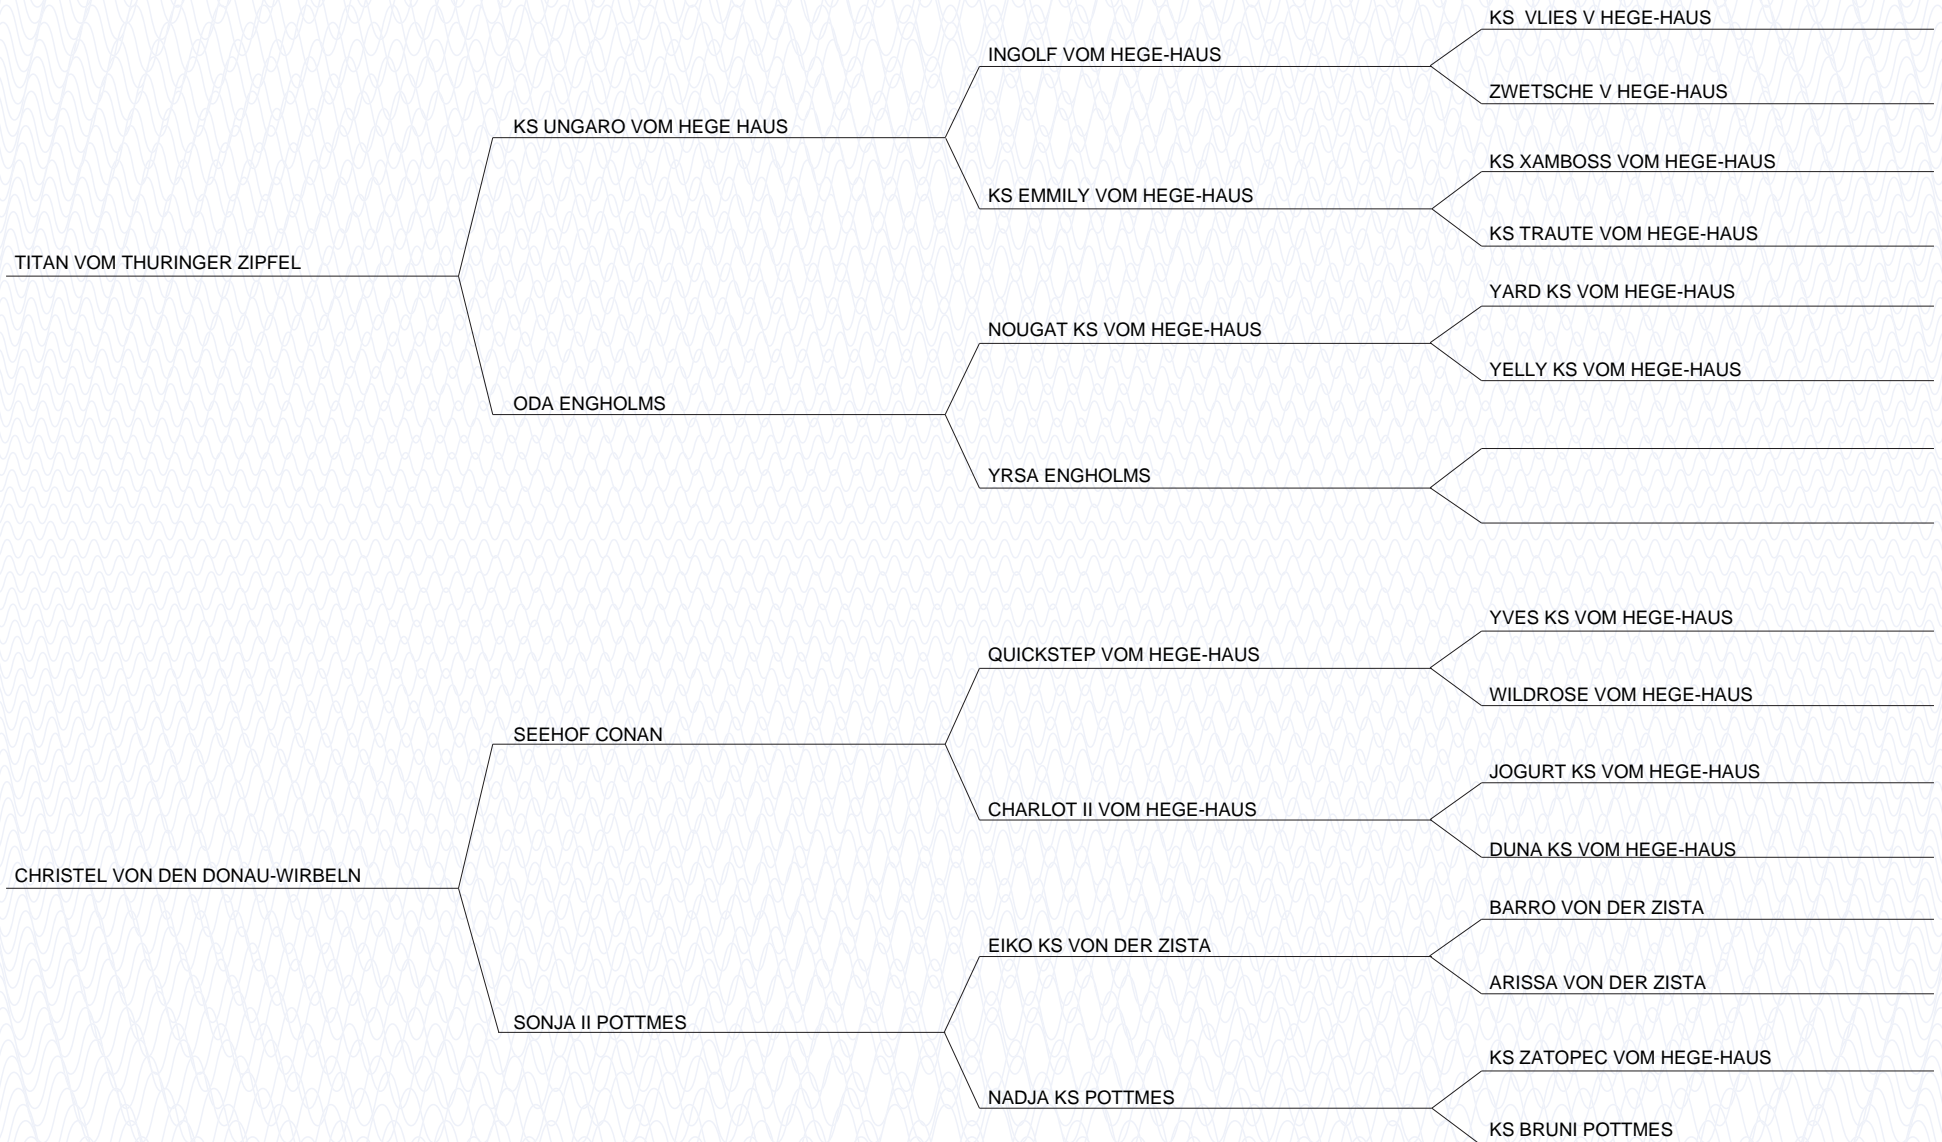 KS  VLIES V HEGE-HAUS
INGOLF VOM HEGE-HAUS
ZWETSCHE V HEGE-HAUS
KS UNGARO VOM HEGE HAUS
KS XAMBOSS VOM HEGE-HAUS
KS EMMILY VOM HEGE-HAUS
KS TRAUTE VOM HEGE-HAUS
TITAN VOM THURINGER ZIPFEL
YARD KS VOM HEGE-HAUS
NOUGAT KS VOM HEGE-HAUS
YELLY KS VOM HEGE-HAUS
ODA ENGHOLMS
YRSA ENGHOLMS
YVES KS VOM HEGE-HAUS
QUICKSTEP VOM HEGE-HAUS
WILDROSE VOM HEGE-HAUS
SEEHOF CONAN
JOGURT KS VOM HEGE-HAUS
CHARLOT II VOM HEGE-HAUS
DUNA KS VOM HEGE-HAUS
CHRISTEL VON DEN DONAU-WIRBELN
BARRO VON DER ZISTA
EIKO KS VON DER ZISTA
ARISSA VON DER ZISTA
SONJA II POTTMES
KS ZATOPEC VOM HEGE-HAUS
NADJA KS POTTMES
KS BRUNI POTTMES